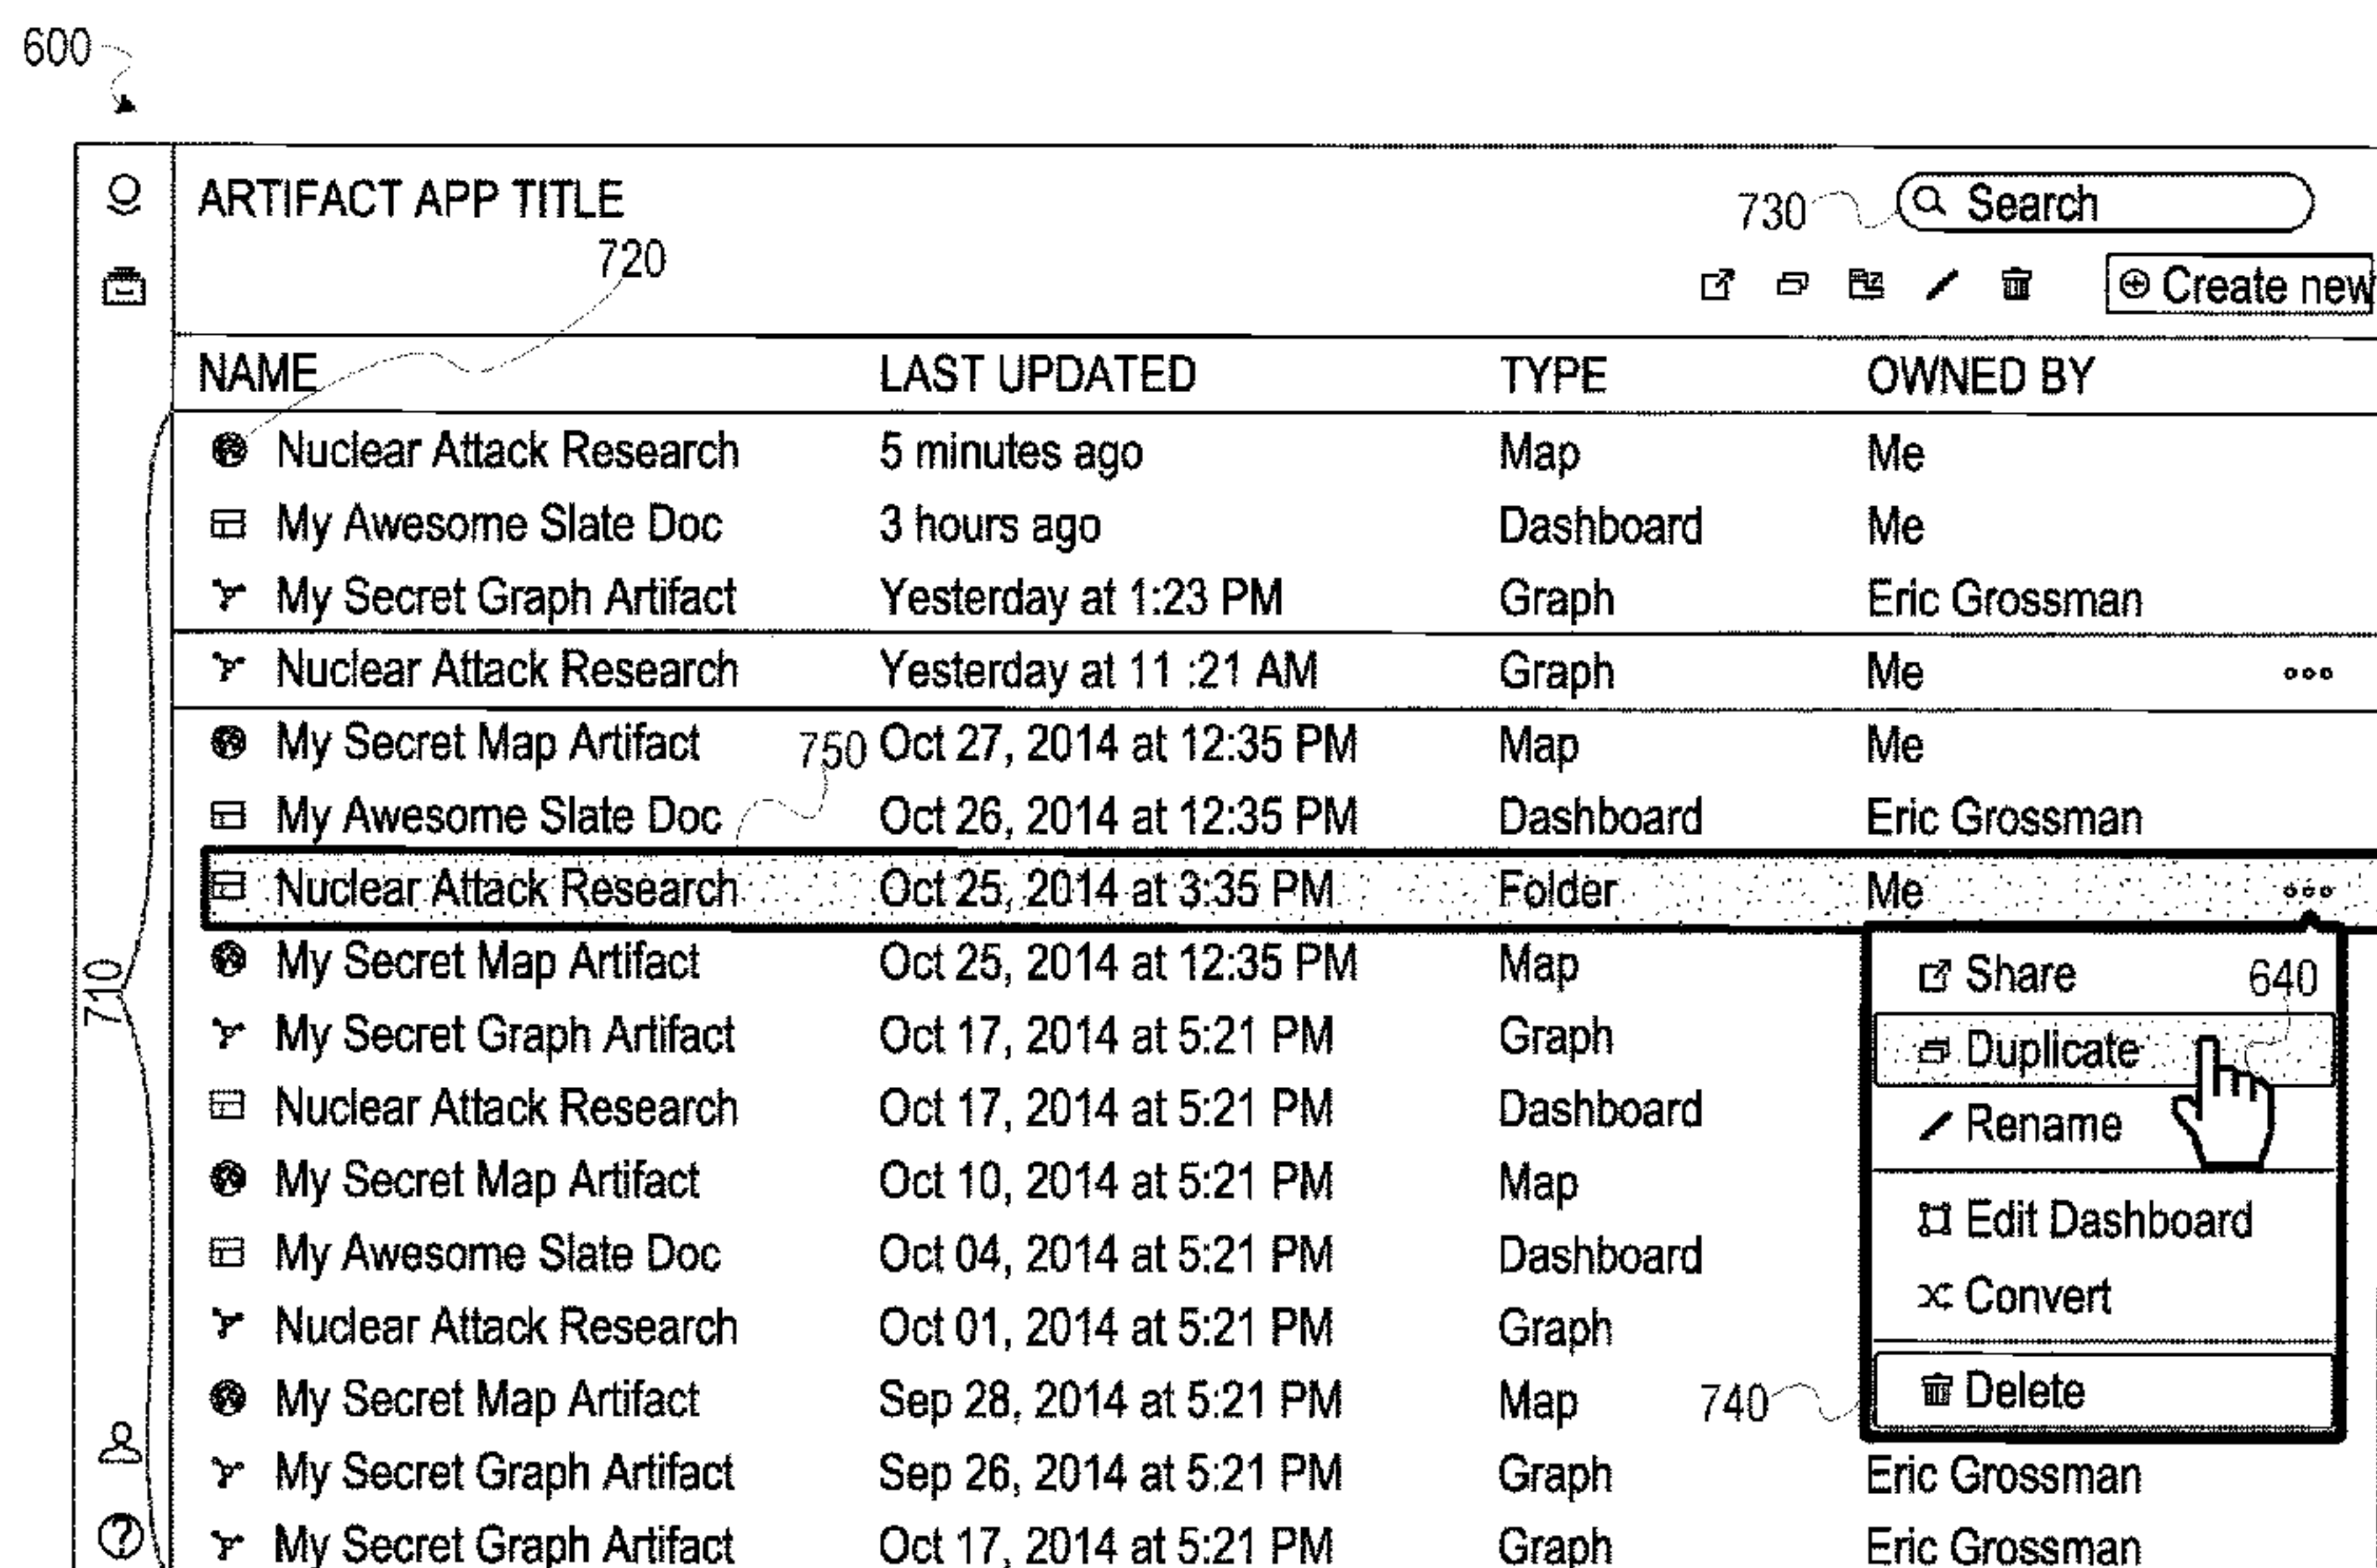 600
ARTIFACT APP TITLE
730 Search
720
Create new
NAME LAST UPDATED TYPE OWNED BY
Nuclear Attack Research 5 minutes ago Map Me
My Awesome Slate Doc 3 hours ago Dashboard Me
My Secret Graph Artifact Yesterday at 1:23 PM Graph Eric Grossman
Nuclear Attack Research Yesterday at 11 :21 AM Graph Me
My Secret Map Artifact 750 Oct 27, 2014 at 12:35 PM Map Me
My Awesome Slate Doc Oct 26, 2014 at 12:35 PM Dashboard Eric Grossman
Nuclear Attack Research Oct 25, 2014 at 3:35 PM Folder Me
My Secret Map Artifact Oct 25, 2014 at 12:35 PM Map
Share 640
710
My Secret Graph Artifact Oct 17, 2014 at 5:21 PM Graph
Duplicate
Nuclear Attack Research Oct 17, 2014 at 5:21 PM Dashboard
Rename
My Secret Map Artifact Oct 10, 2014 at 5:21 PM Map
Edit Dashboard
My Awesome Slate Doc Oct 04, 2014 at 5:21 PM Dashboard
Convert
Nuclear Attack Research Oct 01, 2014 at 5:21 PM Graph
My Secret Map Artifact Sep 28, 2014 at 5:21 PM Map 740 Delete
My Secret Graph Artifact Sep 26, 2014 at 5:21 PM Graph Eric Grossman
My Secret Graph Artifact Oct 17, 2014 at 5:21 PM Graph Eric Grossman